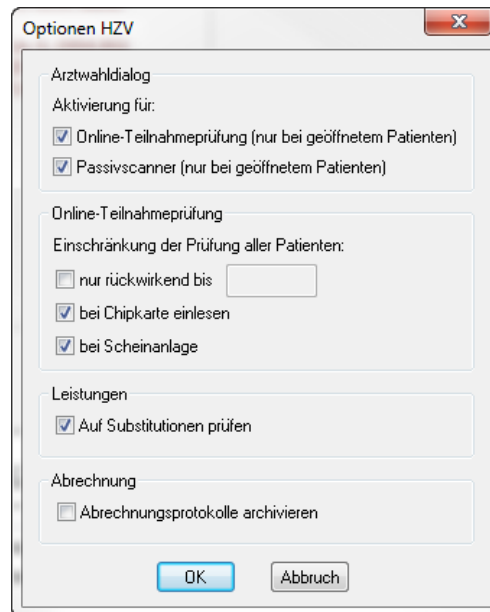 Optionen HZV
Arztwahldialog
Aktivierung für:
Online-Teilnahmeprüfung (nur bei geöffnetem Patienten)
Passivscanner (nur bei geöffnetem Patienten)
Online-Teilnahmeprüfung
Einschränkung der Prüfung aller Patienten:
nur rückwirkend bis
bei Chipkarte einlesen
bei Scheinanlage
Leistungen
Auf Substitutionen prüfen
Abrechnung
Abrechnungsprotokolle archivieren
OK Abbruch